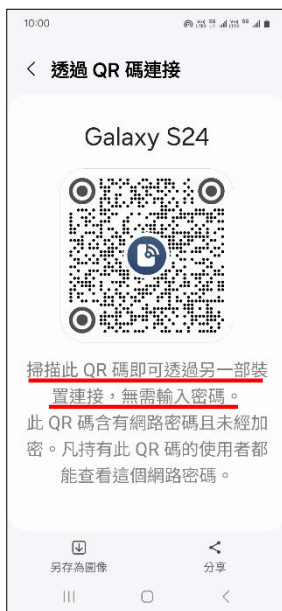 10:00
透過 QR 碼連接
Galaxy S24
掃描此 QR 碼即可透過另一部裝
置連接，無需輸入密碼。
此 QR 碼含有網路密碼且未經加
密。凡持有此 QR 碼的使用者都
能查看這個網路密碼。
另存為圖像
分享